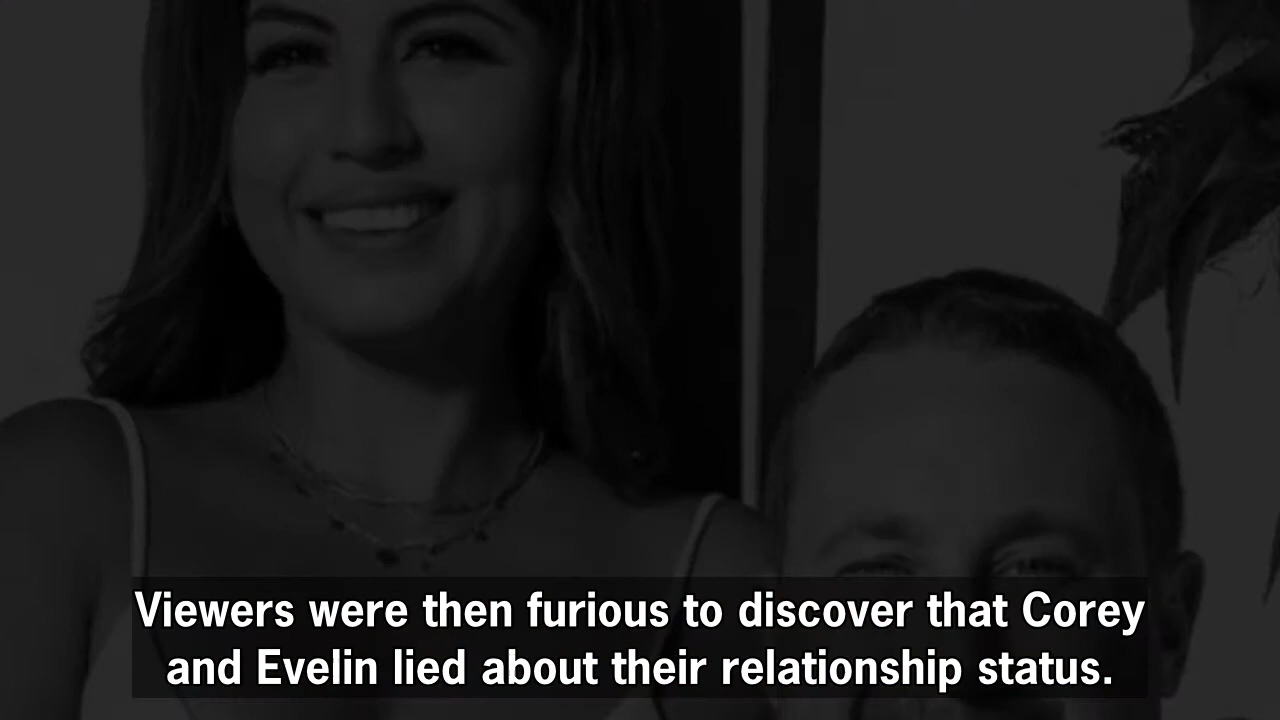 Viewers were then furious to discover that Corey
and Evelin lied about their relationship status.